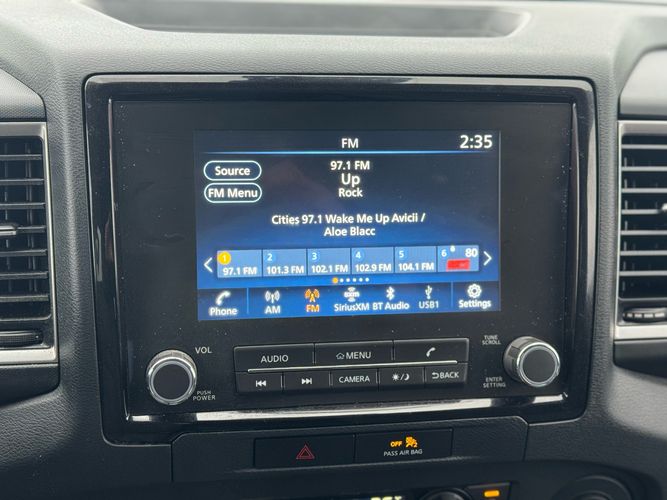 FM 2:35
Source
97.1 FM
Up
FM Menu
Rock
Cities 97.1 Wake Me Up Avicii /
Aloe Blacc
1 2 3 4 5 6 80
97.1 FM 101.3 FM 102.1 FM 102.9 FM 104.1 FM
Phone AM FM SiriusXM BT Audio USB1 Settings
VOL
PUSH
POWER
AUDIO MENU
CAMERA BACK
TUNE
SCROLL
ENTER
SETTING
OFF
PASS AIR BAG